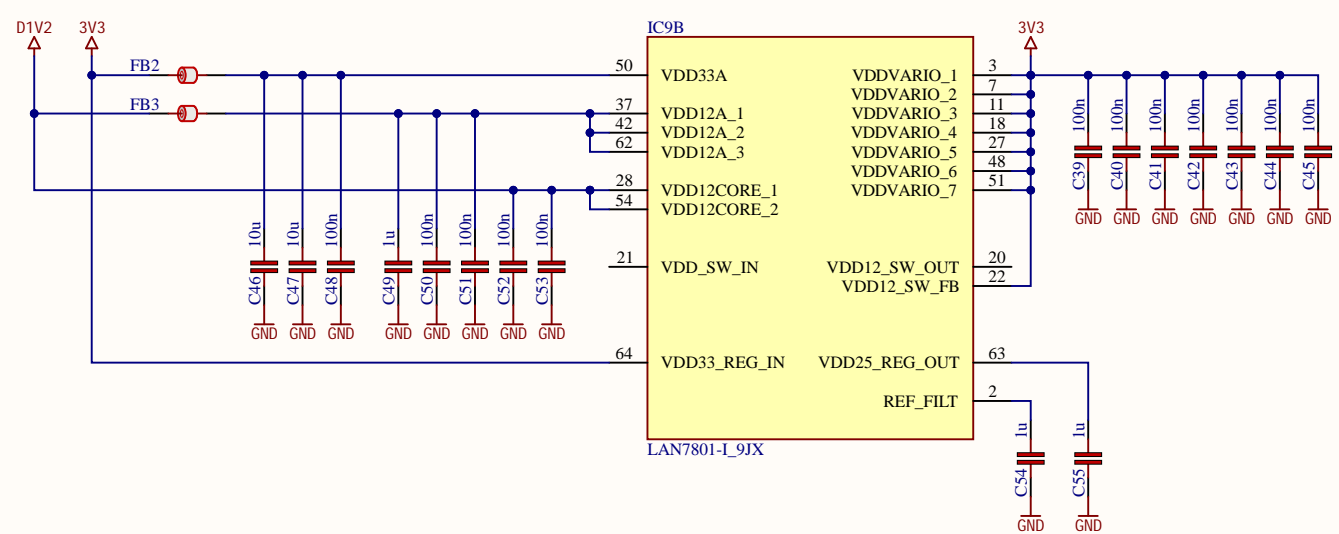 D1V2
3V3
IC9B
3V3
FB2
50
VDD33A
VDDVARIO_1
3
VDDVARIO_2
7
FB3
37
VDD12A_1
VDDVARIO_3
11
42
VDD12A_2
VDDVARIO_4
18
62
VDD12A_3
VDDVARIO_5
27
VDDVARIO_6
48
28
VDD12CORE_1
VDDVARIO_7
51
54
VDD12CORE_2
100n
100n
100n
100n
100n
100n
100n
C39
C40
C41
C42
C43
C44
C45
GND
GND
GND
GND
GND
GND
GND
10u
10u
100n
1u
100n
100n
100n
100n
C46
C47
C48
C49
C50
C51
C52
C53
GND
GND
GND
GND
GND
GND
GND
GND
21
VDD_SW_IN
VDD12_SW_OUT
20
VDD12_SW_FB
22
64
VDD33_REG_IN
VDD25_REG_OUT
63
REF_FILT
2
LAN7801-I_9JX
1u
1u
C54
C55
GND
GND